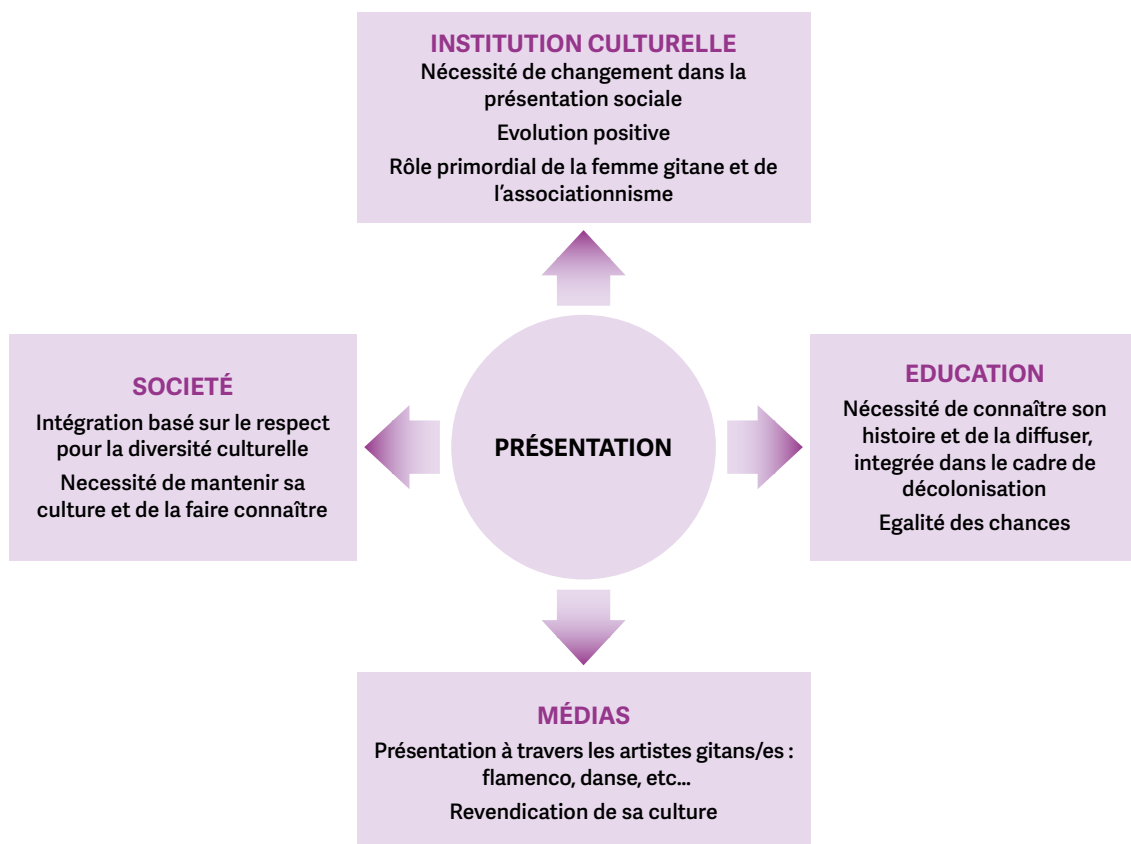 INSTITUTION CULTURELLE
Nécessité de changement dans la
présentation sociale
Evolution positive
Rôle primordial de la femme gitane et de
l'associationnisme
SOCIETÉ
Intégration basé sur le respect
pour la diversité culturelle
Necessité de mantenir sa
culture et de la faire connaître
PRÉSENTATION
EDUCATION
Nécessité de connaître son
histoire et de la diffuser,
integrée dans le cadre de
décolonisation
Egalité des chances
MÉDIAS
Présentation à travers les artistes gitans/es :
flamenco, danse, etc...
Revendication de sa culture